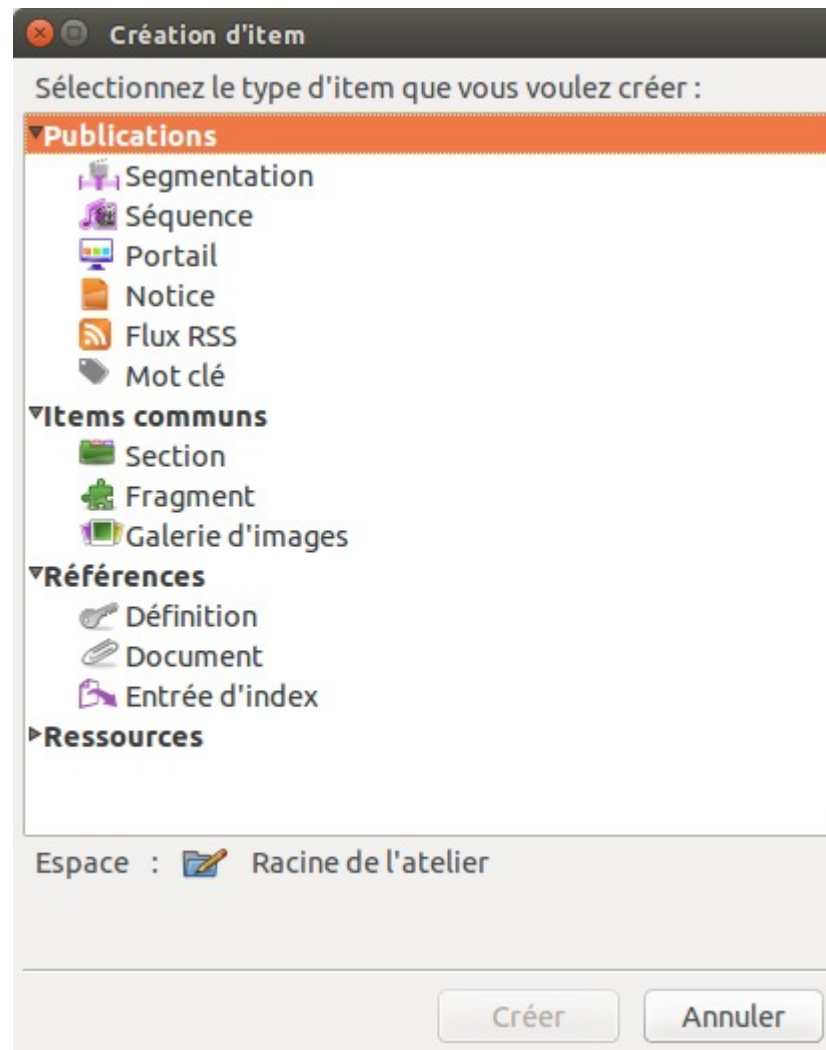 Création d'item
Sélectionnez le type d'item que vous voulez créer :
Publications
Segmentation
Séquence
Portail
Notice
Flux RSS
Mot clé
Items communs
Section
Fragment
Galerie d'images
Références
Définition
Document
Entrée d'index
Ressources
Espace : Racine de l'atelier
Créer Annuler